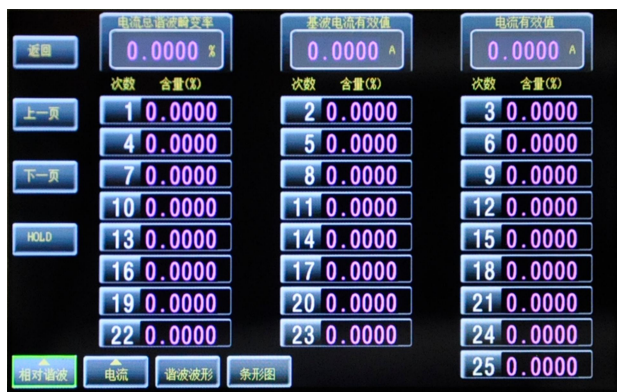 电流总谐波畸变率 基波电流有效值 电流有效值
返回 0.0000 % 0.0000 A 0.0000 A
次数 含量(%) 次数 含量(%) 次数 含量(%)
上一页 1 0.0000 2 0.0000 3 0.0000
4 0.0000 5 0.0000 6 0.0000
下一页 7 0.0000 8 0.0000 9 0.0000
10 0.0000 11 0.0000 12 0.0000
HOLD 13 0.0000 14 0.0000 15 0.0000
16 0.0000 17 0.0000 18 0.0000
19 0.0000 20 0.0000 21 0.0000
22 0.0000 23 0.0000 24 0.0000
相对谐波 电流 谐波波形 条形图 25 0.0000